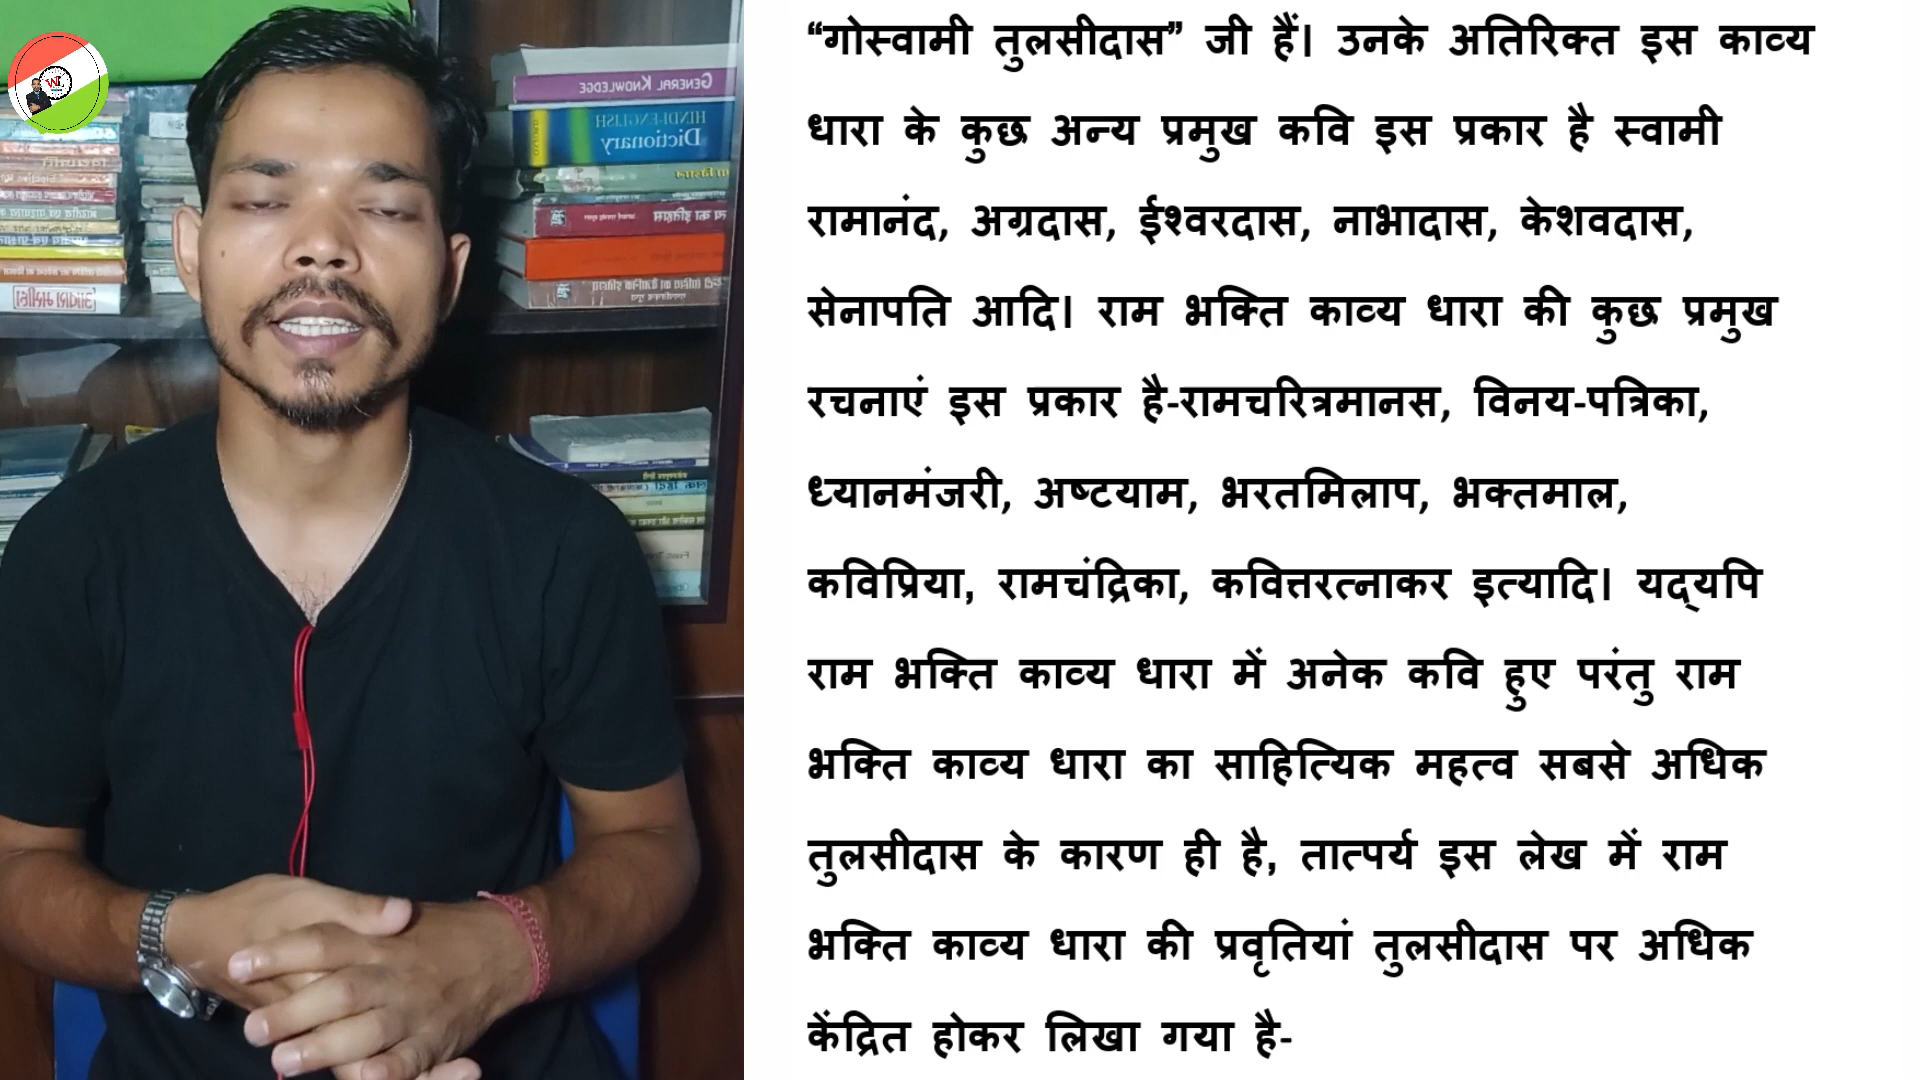 “गोस्वामी तुलसीदास” जी हैं। उनके अतिरिक्त इस काव्य
धारा के कुछ अन्य प्रमुख कवि इस प्रकार है स्वामी
रामानंद, अग्रदास, ईश्वरदास, नाभादास, केशवदास,
सेनापति आदि। राम भक्ति काव्य धारा की कुछ प्रमुख
रचनाएं इस प्रकार है-रामचरित्रमानस, विनय-पत्रिका,
ध्यानमंजरी, अष्टयाम, भरतमिलाप, भक्तमाल,
कविप्रिया, रामचंद्रिका, कवित्तरत्नाकर इत्यादि। यद्यपि
राम भक्ति काव्य धारा में अनेक कवि हुए परंतु राम
भक्ति काव्य धारा का साहित्यिक महत्व सबसे अधिक
तुलसीदास के कारण ही है, तात्पर्य इस लेख में राम
भक्ति काव्य धारा की प्रवृतियां तुलसीदास पर अधिक
केंद्रित होकर लिखा गया है-
GENERAL KNOWLEDGE
HINDI-ENGLISH
Dictionary